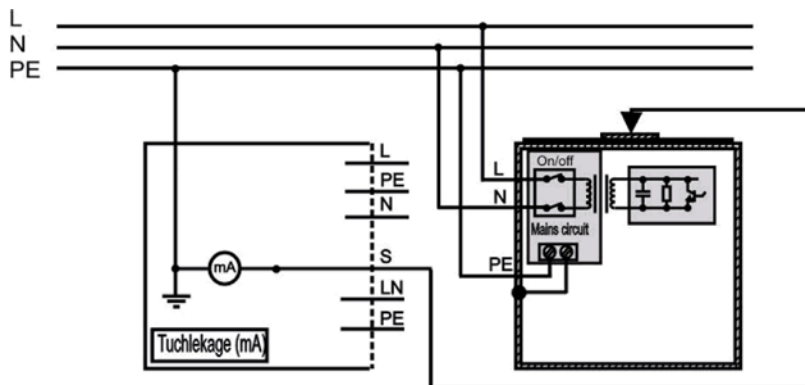 L
N
PE
L
PE
N
S
mA
LN
PE
Tuchlekage (mA)
On/off
L
N
Mains circuit
PE